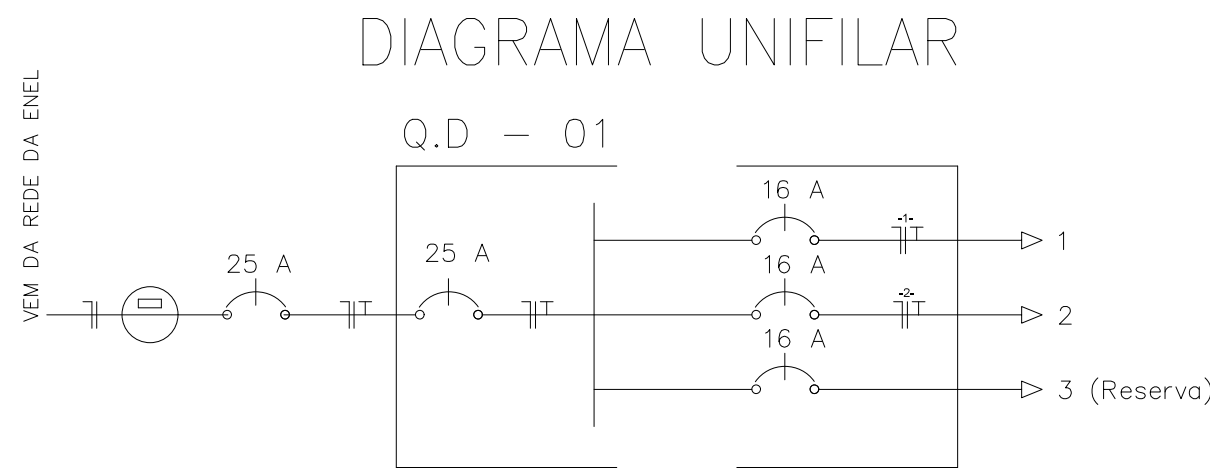 DIAGRAMA UNIFILAR
VEM DA REDE DA ENEL
Q.D - 01
25 A
25 A
16 A
-1-
1
16 A
-2-
2
16 A
3 (Reserva)